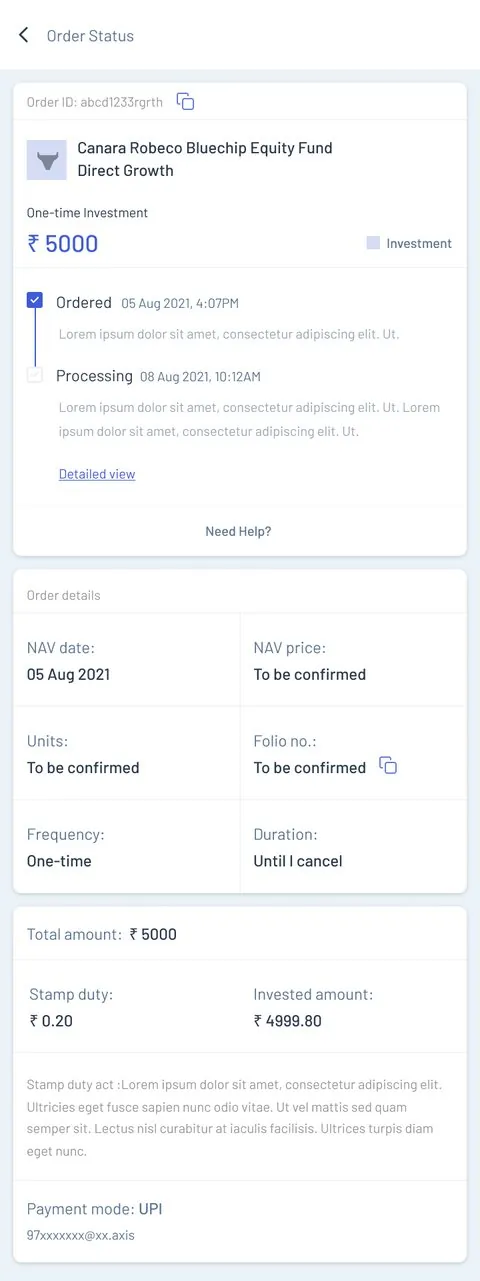 Order Status
Order ID: abcd1233rgrth
Canara Robeco Bluechip Equity Fund
Direct Growth
One-time Investment
₹ 5000
Investment
Ordered 05 Aug 2021, 4:07PM
Lorem ipsum dolor sit amet, consectetur adipiscing elit. Ut.
Processing 08 Aug 2021, 10:12AM
Lorem ipsum dolor sit amet, consectetur adipiscing elit. Ut. Lorem
ipsum dolor sit amet, consectetur adipiscing elit. Ut.
Detailed view
Need Help?
Order details
NAV date:
05 Aug 2021
NAV price:
To be confirmed
Units:
To be confirmed
Folio no.:
To be confirmed
Frequency:
One-time
Duration:
Until I cancel
Total amount: ₹ 5000
Stamp duty:
₹ 0.20
Invested amount:
₹ 4999.80
Stamp duty act :Lorem ipsum dolor sit amet, consectetur adipiscing elit.
Ultricies eget fusce sapien nunc odio vitae. Ut vel mattis sed quam
semper sit. Lectus nisl curabitur at iaculis facilisis. Ultrices turpis diam
eget nunc.
Payment mode: UPI
97xxxxxxx@xx.axis